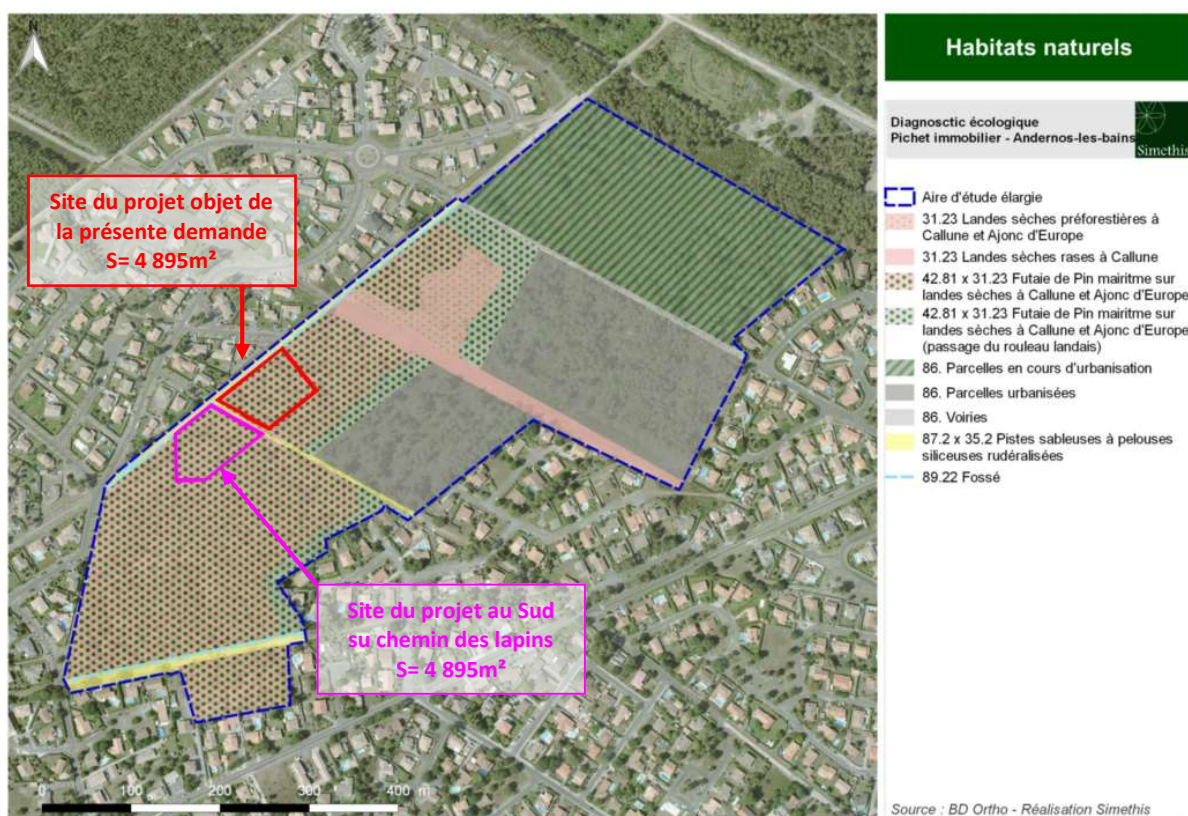 N
Site du projet objet de
la présente demande
S= 4 895m²
Site du projet au Sud
su chemin des lapins
S= 4 895m²
0 100 200 300 400 m
Habitats naturels
Diagnosctic écologique
Pichet immobilier - Andernos-les-bains
Simethis
Aire d'étude élargie
31.23 Landes sèches préforestières à
Callune et Ajonc d'Europe
31.23 Landes sèches rases à Callune
42.81 x 31.23 Futaie de Pin mairitme sur
landes sèches à Callune et Ajonc d'Europe
42.81 x 31.23 Futaie de Pin mairitme sur
landes sèches à Callune et Ajonc d'Europe
(passage du rouleau landais)
86. Parcelles en cours d'urbanisation
86. Parcelles urbanisées
86. Voiries
87.2 x 35.2 Pistes sableuses à pelouses
siliceuses rudéralisées
89.22 Fossé
Source : BD Ortho - Réalisation Simethis